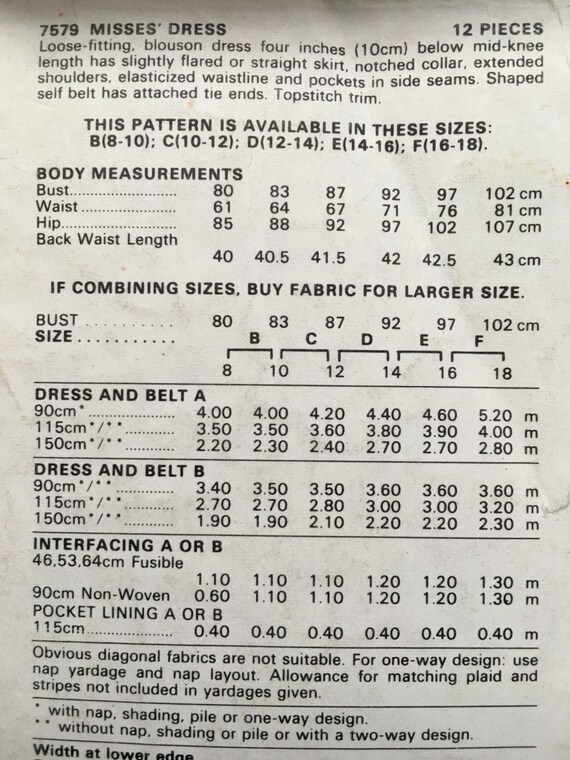 7579 MISSES' DRESS 12 PIECES
Loose-fitting, blouson dress four inches (10cm) below mid-knee
length has slightly flared or straight skirt, notched collar, extended
shoulders, elasticized waistline and pockets in side seams. Shaped
self belt has attached tie ends. Topstitch trim.
THIS PATTERN IS AVAILABLE IN THESE SIZES:
B(8-10); C(10-12); D(12-14); E(14-16); F(16-18).
BODY MEASUREMENTS
Bust.......................... 80 83 87 92 97 102 cm
Waist....................... 61 64 67 71 76 81 cm
Hip........................... 85 88 92 97 102 107 cm
Back Waist Length
40 40.5 41.5 42 42.5 43 cm
IF COMBINING SIZES, BUY FABRIC FOR LARGER SIZE.
BUST .......... 80 83 87 92 97 102 cm
SIZE ........... B C D E F
8 10 12 14 16 18
DRESS AND BELT A
90cm* ..................... 4.00 4.00 4.20 4.40 4.60 5.20 m
115cm*/** ............ 3.50 3.50 3.60 3.80 3.90 4.00 m
150cm*/** ............ 2.20 2.30 2.40 2.70 2.70 2.80 m
DRESS AND BELT B
90cm*/** .............. 3.40 3.50 3.50 3.60 3.60 3.60 m
115cm*/** ............ 2.70 2.70 2.80 3.00 3.00 3.20 m
150cm*/** ............ 1.90 1.90 2.10 2.20 2.20 2.30 m
INTERFACING A OR B
46,53,64cm Fusible
1.10 1.10 1.10 1.20 1.20 1.30 m
90cm Non-Woven 0.60 1.10 1.10 1.20 1.20 1.30 m
POCKET LINING A OR B
115cm..................... 0.40 0.40 0.40 0.40 0.40 0.40 m
Obvious diagonal fabrics are not suitable. For one-way design: use
nap yardage and nap layout. Allowance for matching plaid and
stripes not included in yardages given.
* with nap, shading, pile or one-way design.
** without nap, shading or pile or with a two-way design.
Width at lower edge